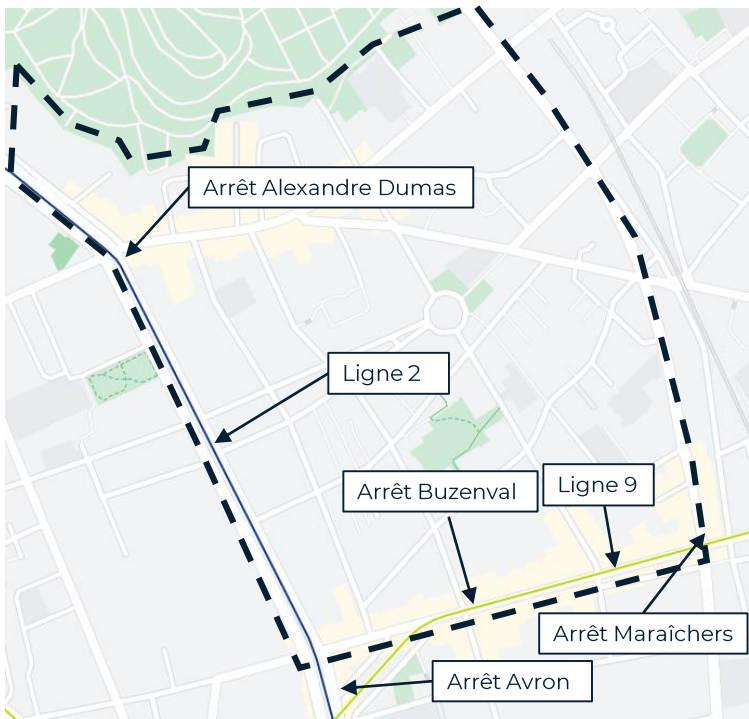 Arrêt Alexandre Dumas
Ligne 2
Arrêt Buzenval
Ligne 9
Arrêt Maraîchers
Arrêt Avron